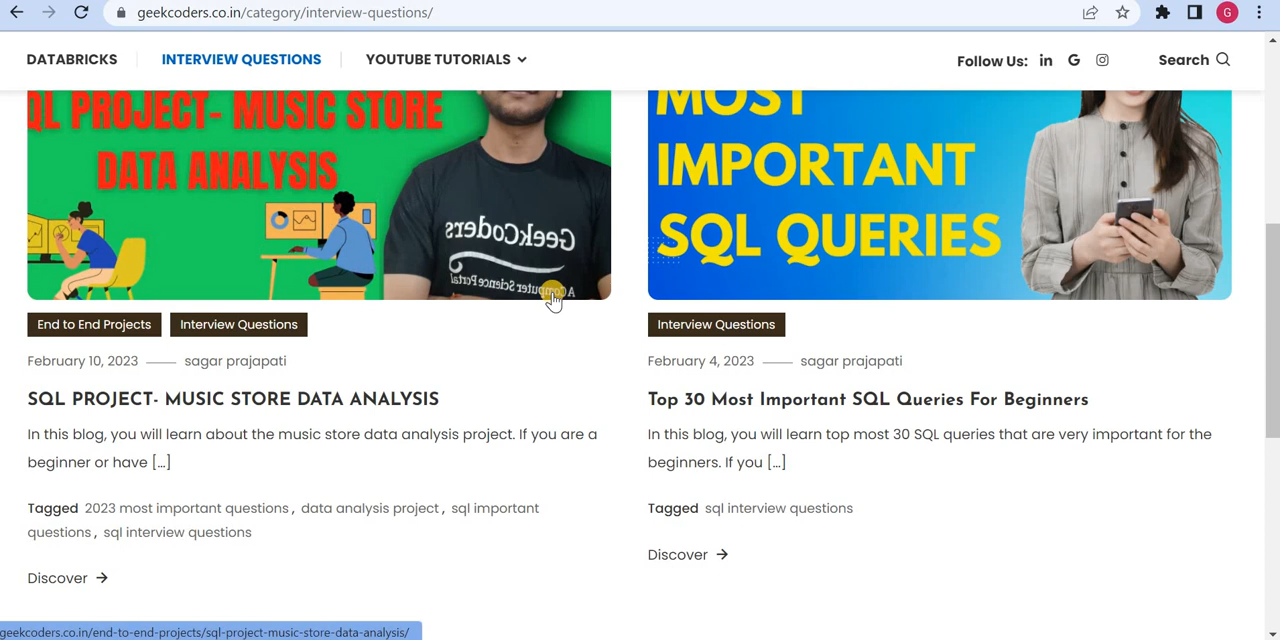 geekcoders.co.in/category/interview-questions/
G
DATABRICKS INTERVIEW QUESTIONS YOUTUBE TUTORIALS Follow Us: in G Search
SQL PROJECT- MUSIC STORE
DATA ANALYSIS
GeekCoders
A Computer Science Portal
MOST
IMPORTANT
SQL QUERIES
End to End Projects Interview Questions
February 10, 2023 sagar prajapati
SQL PROJECT- MUSIC STORE DATA ANALYSIS
In this blog, you will learn about the music store data analysis project. If you are a
beginner or have [...]
Tagged 2023 most important questions , data analysis project , sql important
questions , sql interview questions
Discover →
Interview Questions
February 4, 2023 sagar prajapati
Top 30 Most Important SQL Queries For Beginners
In this blog, you will learn top most 30 SQL queries that are very important for the
beginners. If you [...]
Tagged sql interview questions
Discover →
geekcoders.co.in/end-to-end-projects/sql-project-music-store-data-analysis/